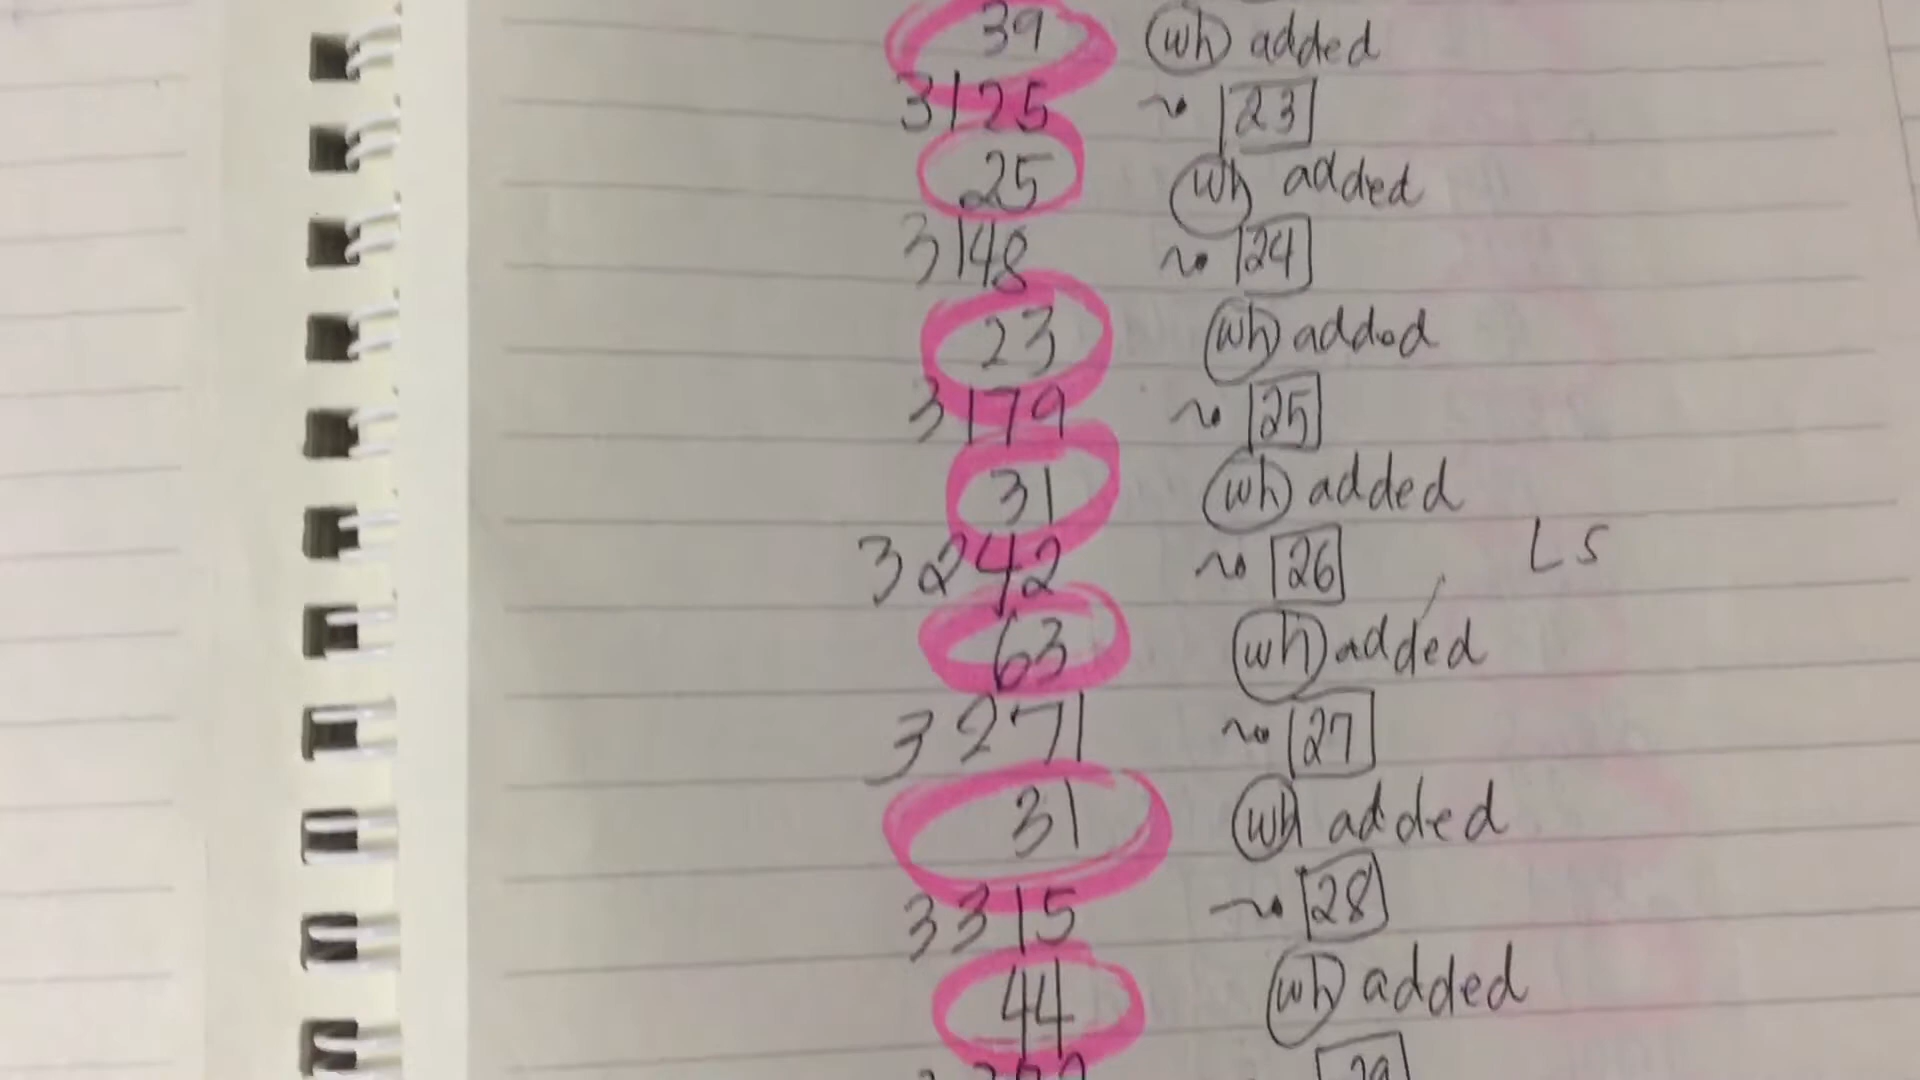 39 wh added
3125 ~ 23
25 wh added
3148 ~ 24
23 wh added
3179 ~ 25
31 wh added
3242 ~ 26 LS
63 wh added
3271 ~ 27
31 wh added
3315 ~ 28
44 wh added
29